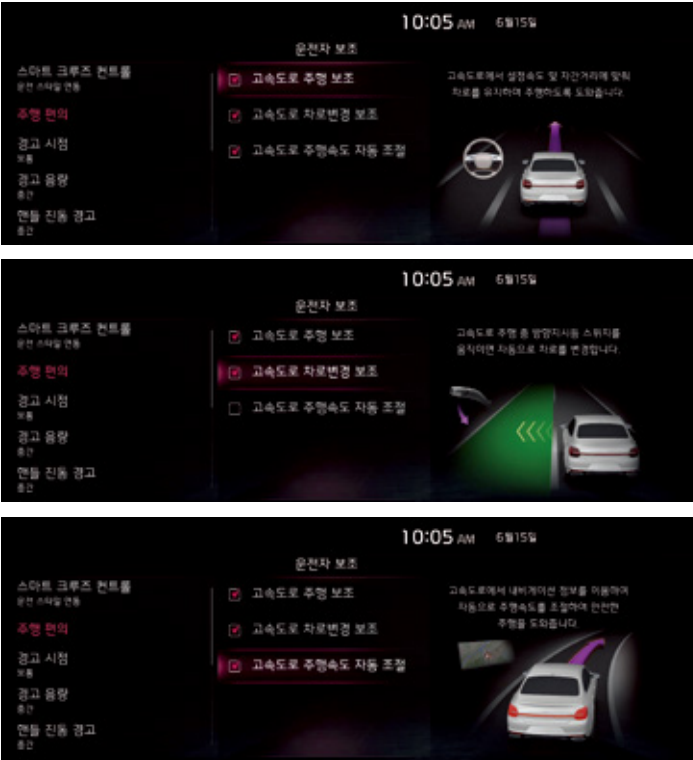 10:05 AM 6월15일
운전자 보조
스마트 크루즈 컨트롤
운전 스타일 연동
주행 편의
경고 시점
보통
경고 음량
중간
핸들 진동 경고
중간
고속도로 주행 보조
고속도로 차로변경 보조
고속도로 주행속도 자동 조절
고속도로에서 설정속도 및 차간거리에 맞춰
차로를 유지하며 주행하도록 도와줍니다.
10:05 AM 6월15일
운전자 보조
스마트 크루즈 컨트롤
운전 스타일 연동
주행 편의
경고 시점
보통
경고 음량
중간
핸들 진동 경고
중간
고속도로 주행 보조
고속도로 차로변경 보조
고속도로 주행속도 자동 조절
고속도로 주행 중 방향지시등 스위치를
움직이면 자동으로 차로를 변경합니다.
10:05 AM 6월15일
운전자 보조
스마트 크루즈 컨트롤
운전 스타일 연동
주행 편의
경고 시점
보통
경고 음량
중간
핸들 진동 경고
중간
고속도로 주행 보조
고속도로 차로변경 보조
고속도로 주행속도 자동 조절
고속도로에서 내비게이션 정보를 이용하여
자동으로 주행속도를 조절하며 안전한
주행을 도와줍니다.